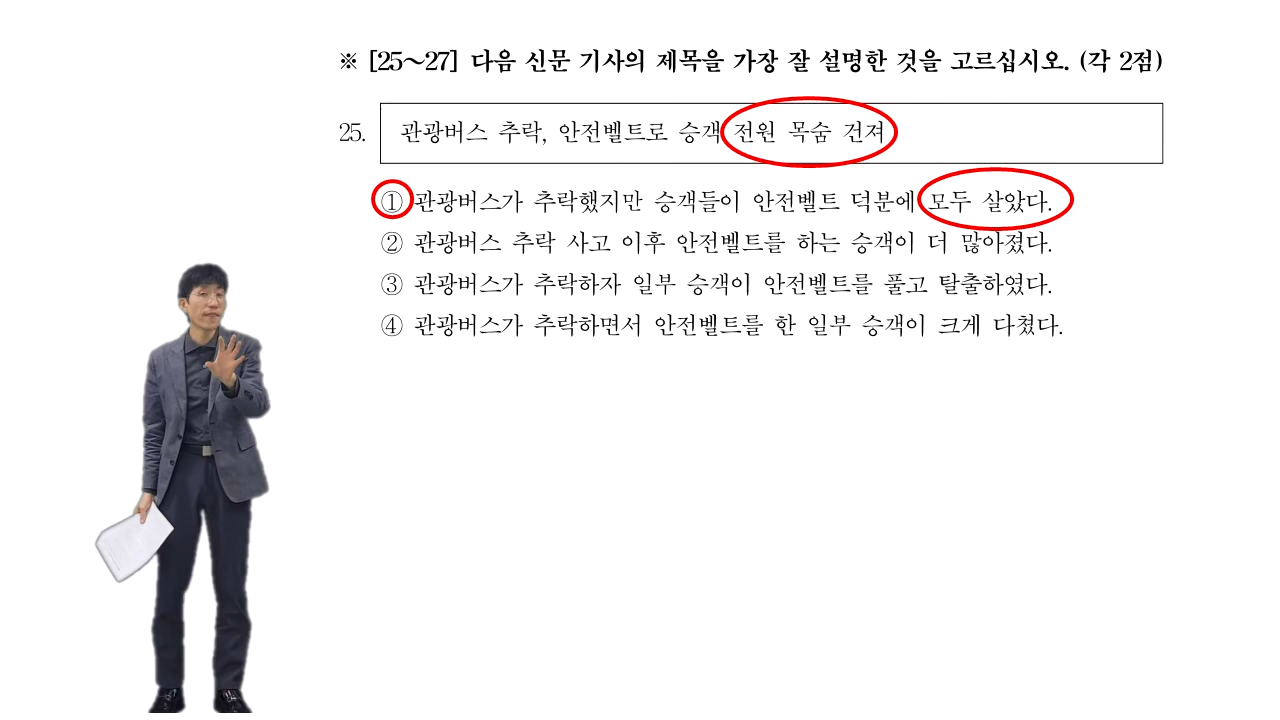 ※ [25～27] 다음 신문 기사의 제목을 가장 잘 설명한 것을 고르십시오. (각 2점)
25. 관광버스 추락, 안전벨트로 승객 전원 목숨 건져
① 관광버스가 추락했지만 승객들이 안전벨트 덕분에 모두 살았다.
② 관광버스 추락 사고 이후 안전벨트를 하는 승객이 더 많아졌다.
③ 관광버스가 추락하자 일부 승객이 안전벨트를 풀고 탈출하였다.
④ 관광버스가 추락하면서 안전벨트를 한 일부 승객이 크게 다쳤다.